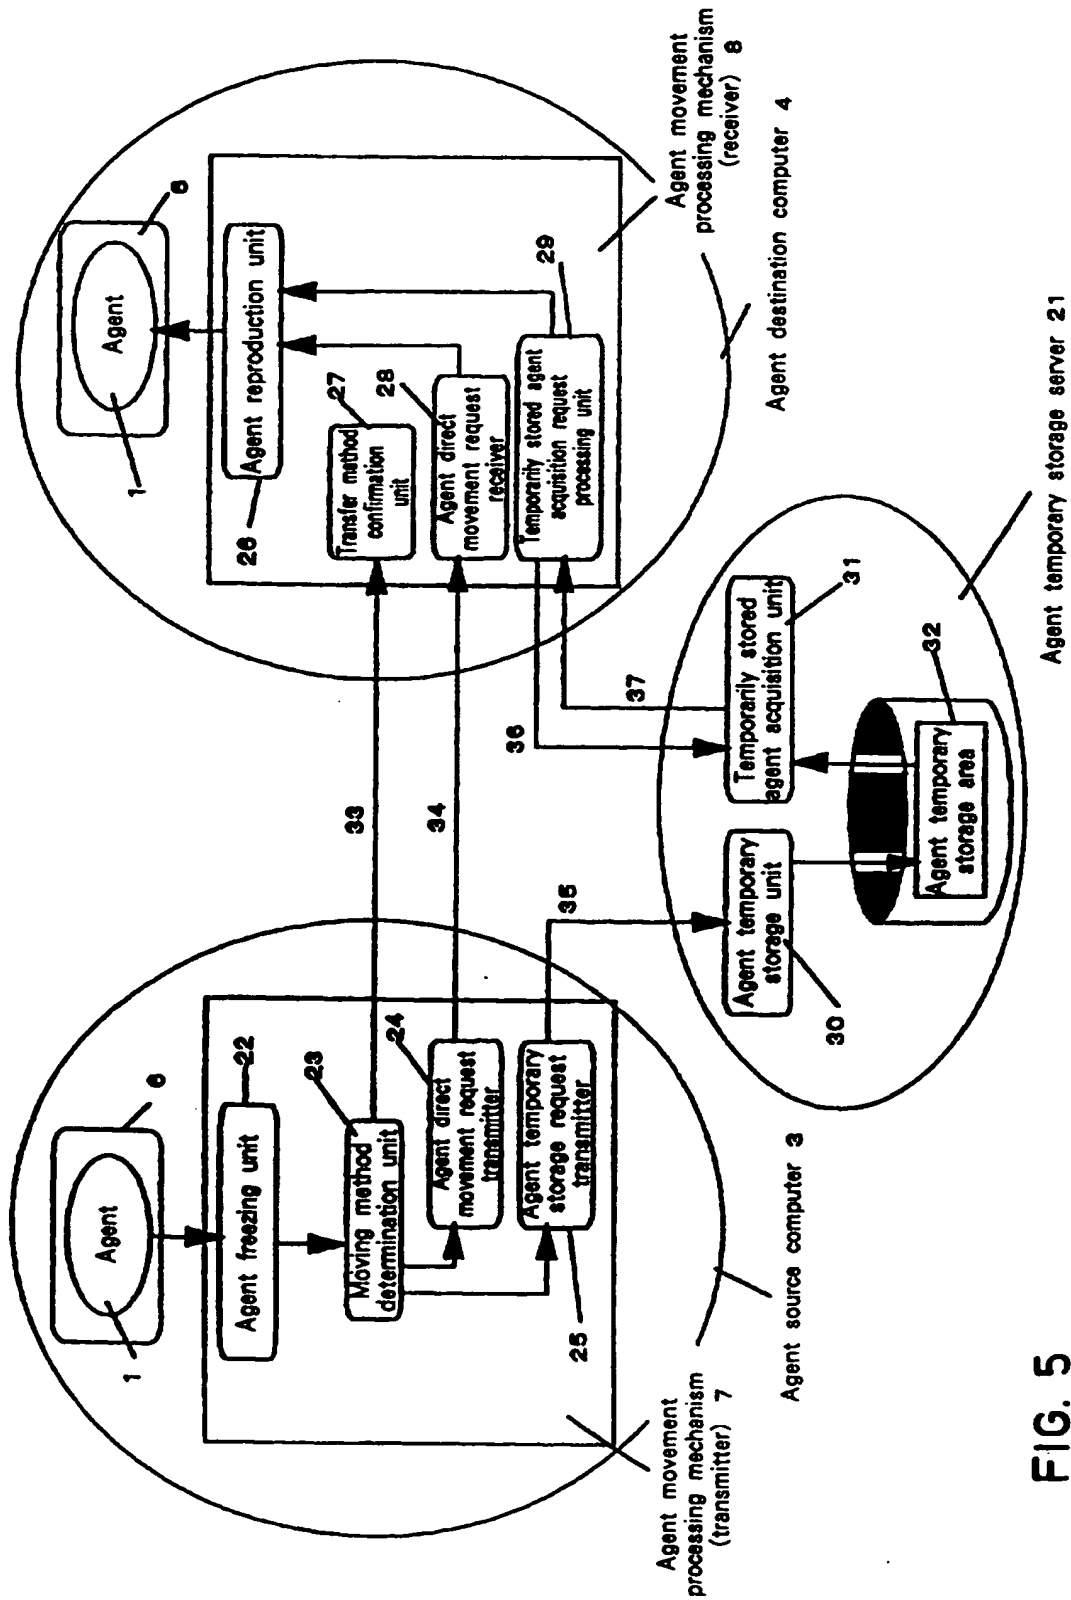 1
Agent
6
Agent freezing unit
22
Moving method
determination unit
23
Agent direct
movement request
transmitter
24
Agent temporary
storage request
transmitter
25
Agent movement
processing mechanism
(transmitter) 7
Agent source computer 3
33
34
35
1
Agent
6
Agent reproduction unit
26
Transfer method
confirmation
unit
27
Agent direct
movement request
receiver
28
Temporarily stored agent
acquisition request
processing unit
29
Agent movement
processing mechanism
(receiver) 8
Agent destination computer 4
36
37
Agent temporary
storage unit
30
Temporarily stored
agent acquisition unit
31
Agent temporary
storage area
32
Agent temporary storage server 21
FIG. 5